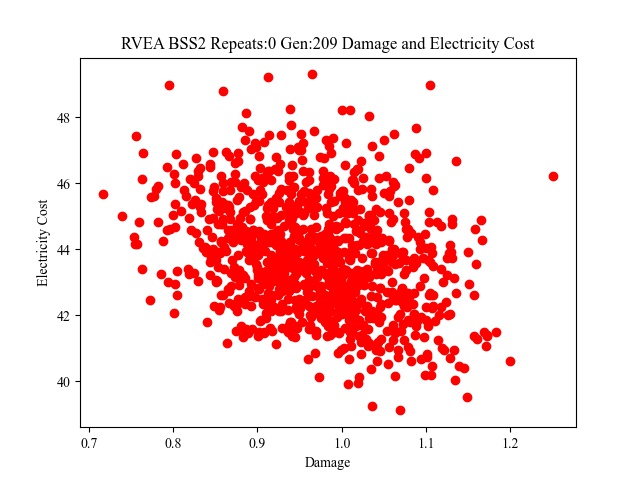 RVEA BSS2 Repeats:0 Gen:209 Damage and Electricity Cost
48
46
44
42
40
Electricity Cost
0.7 0.8 0.9 1.0 1.1 1.2
Damage